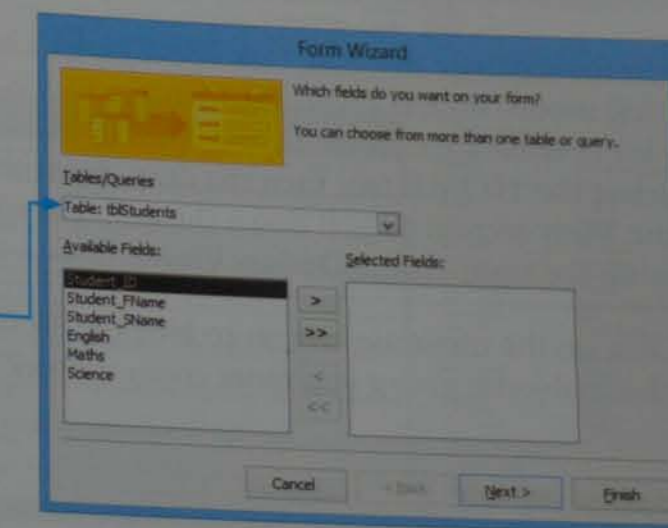 Form Wizard
Which fields do you want on your form?
You can choose from more than one table or query.
Tables/Queries
Table: tblStudents
Available Fields:
Selected Fields:
Student_ID
Student_FName
Student_SName
English
Maths
Science
>
>>
<
<<
Cancel
< Back
Next >
Finish